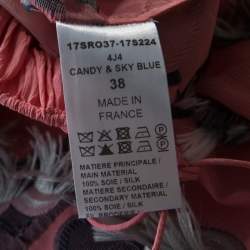 17SRO37-17S224
4J4
CANDY & SKY BLUE
38
MADE IN
FRANCE
MATIERE PRINCIPALE /
MAIN MATERIAL
100% SOIE / SILK
MATIERE SECONDAIRE /
SECONDARY MATERIAL
100% SOIE / SILK